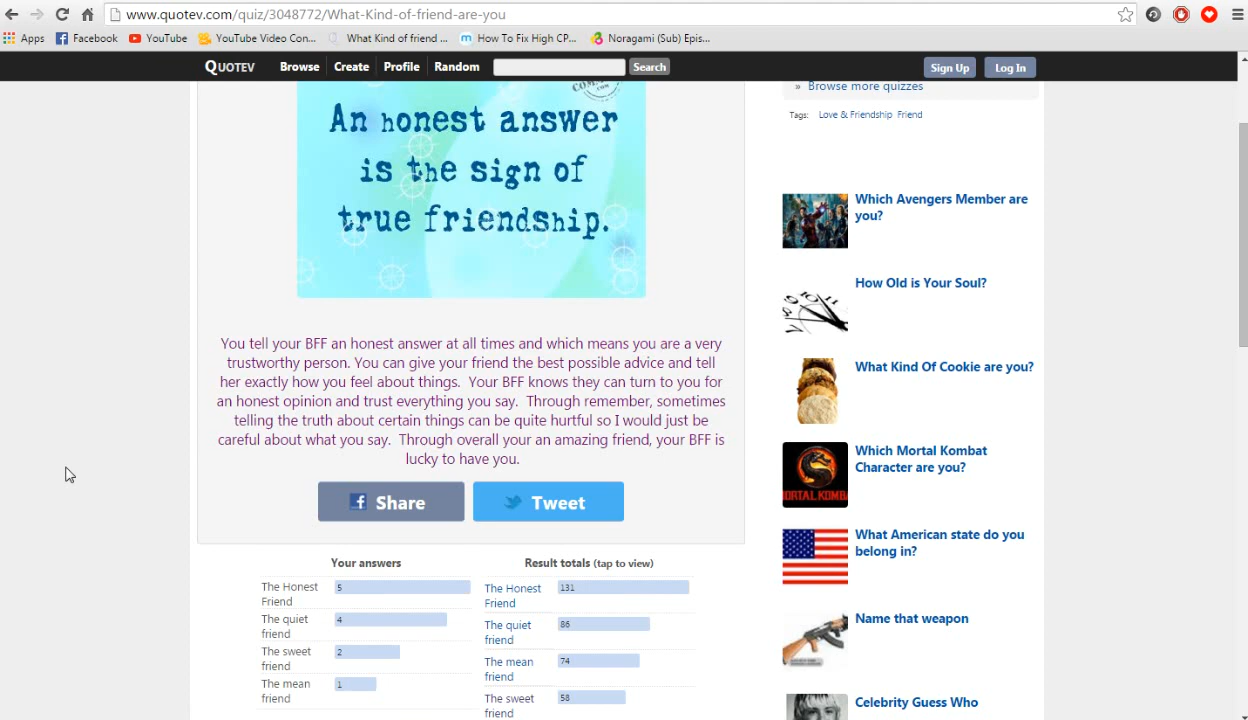 www.quotev.com/quiz/3048772/What-Kind-of-friend-are-you
Apps Facebook YouTube YouTube Video Con... What Kind of friend ... How To Fix High CP... Noragami (Sub) Epis...
QUOTEV Browse Create Profile Random Search Sign Up Log In
An honest answer
is the sign of
true friendship.
You tell your BFF an honest answer at all times and which means you are a very
trustworthy person. You can give your friend the best possible advice and tell
her exactly how you feel about things. Your BFF knows they can turn to you for
an honest opinion and trust everything you say. Through remember, sometimes
telling the truth about certain things can be quite hurtful so I would just be
careful about what you say. Through overall your an amazing friend, your BFF is
lucky to have you.
Share Tweet
Your answers
The Honest 5
Friend
The quiet 4
friend
The sweet 2
friend
The mean 1
friend
Result totals (tap to view)
The Honest 131
Friend
The quiet 86
friend
The mean 74
friend
The sweet 58
friend
» Browse more quizzes
Tags: Love & Friendship Friend
Which Avengers Member are
you?
How Old is Your Soul?
What Kind Of Cookie are you?
Which Mortal Kombat
Character are you?
What American state do you
belong in?
Name that weapon
Celebrity Guess Who